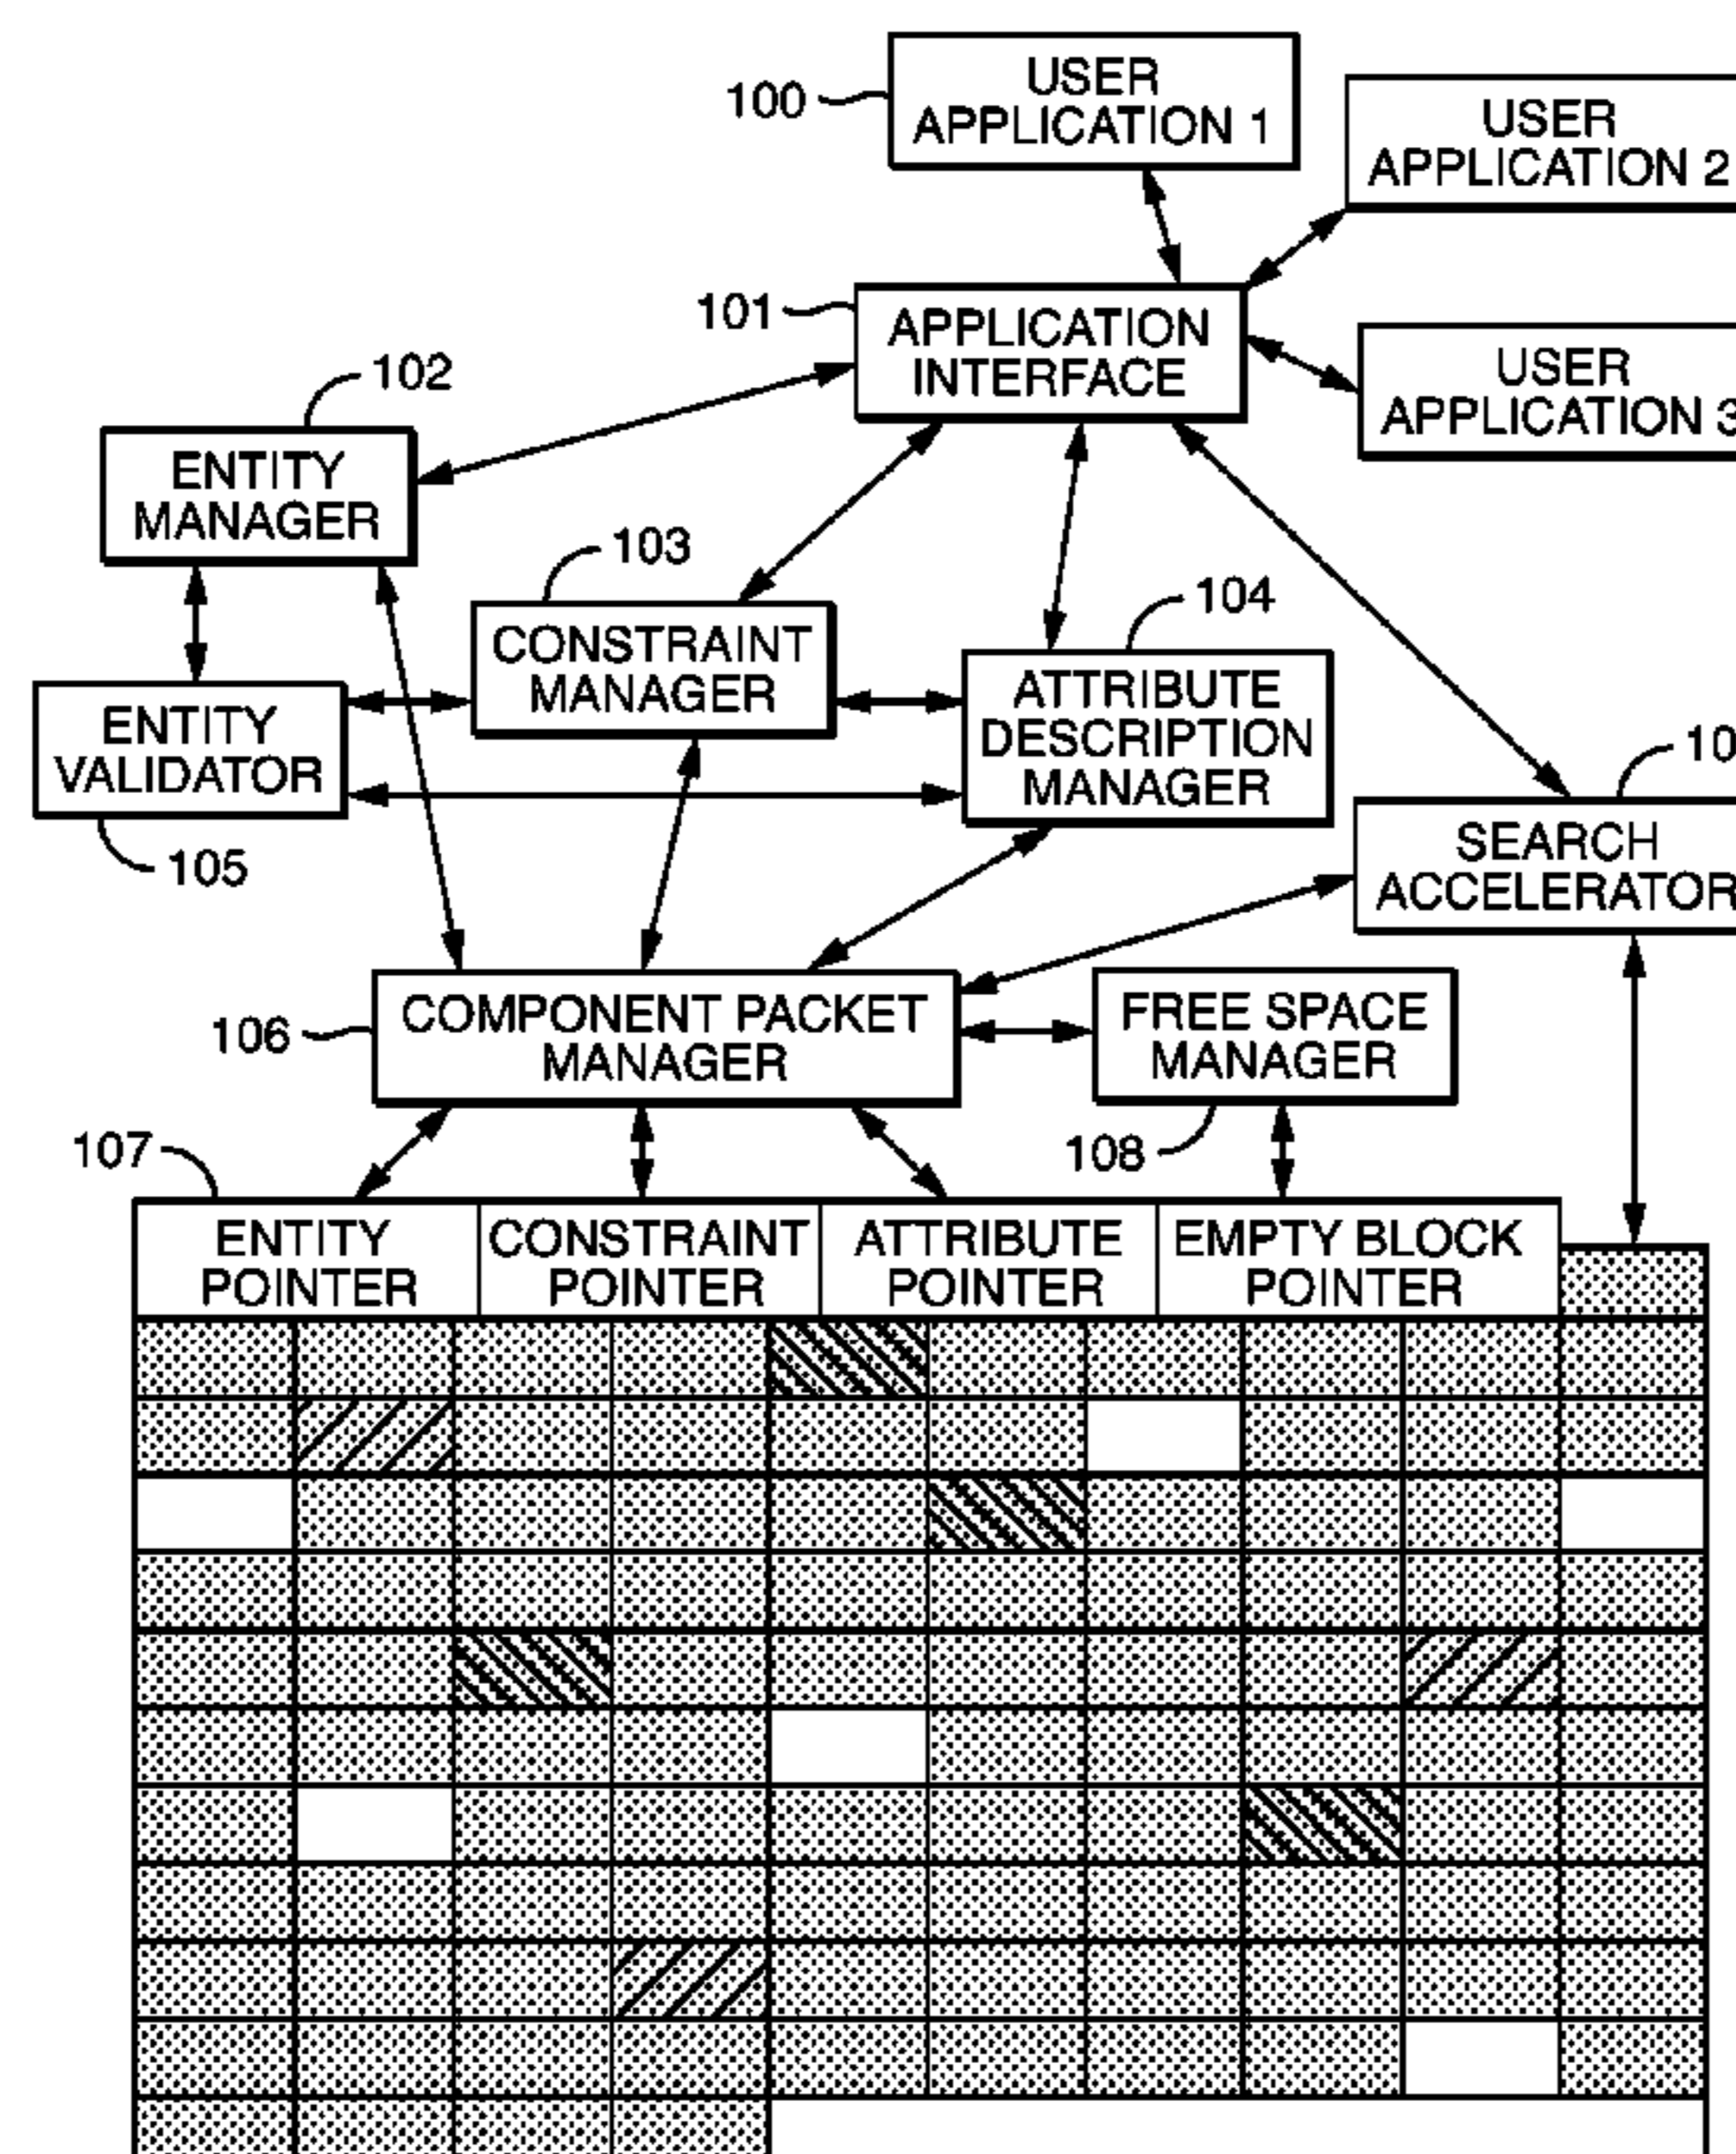 100
USER
APPLICATION 1
USER
APPLICATION 2
101
APPLICATION
INTERFACE
USER
APPLICATION 3
102
ENTITY
MANAGER
103
CONSTRAINT
MANAGER
104
ATTRIBUTE
DESCRIPTION
MANAGER
ENTITY
VALIDATOR
105
10
SEARCH
ACCELERATOR
106
COMPONENT PACKET
MANAGER
FREE SPACE
MANAGER
107
108
ENTITY
POINTER
CONSTRAINT
POINTER
ATTRIBUTE
POINTER
EMPTY BLOCK
POINTER